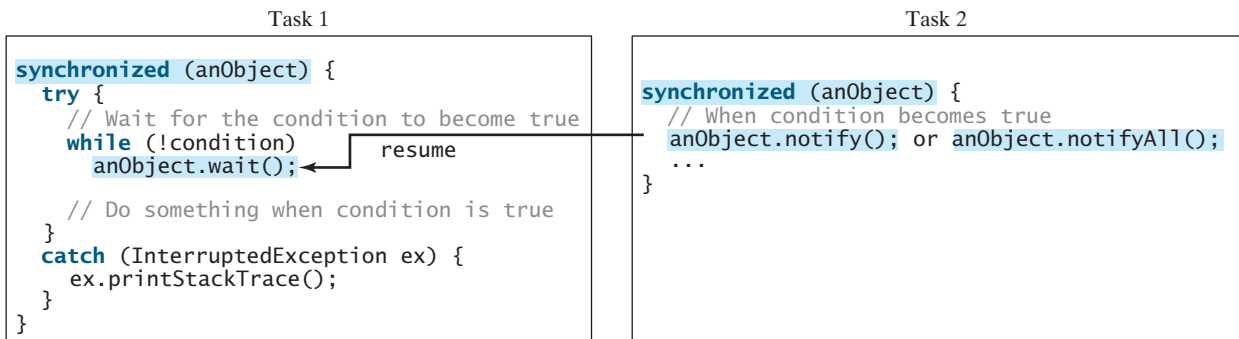 Task 1
synchronized (anObject) {
try {
// Wait for the condition to become true
while (!condition)
anObject.wait();
// Do something when condition is true
}
catch (InterruptedException ex) {
ex.printStackTrace();
}
}
resume
Task 2
synchronized (anObject) {
// When condition becomes true
anObject.notify(); or anObject.notifyAll();
...
}